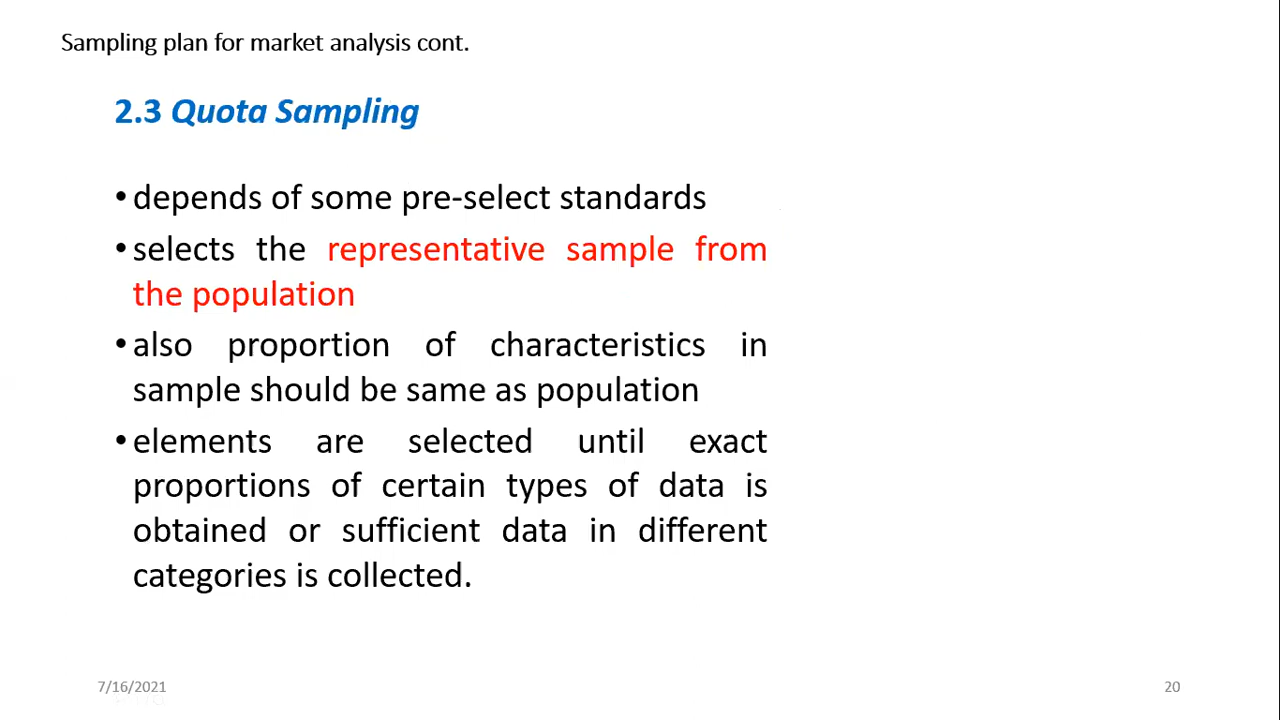 Sampling plan for market analysis cont.
2.3 Quota Sampling
•depends of some pre-select standards
•selects the representative sample from
the population
•also proportion of characteristics in
sample should be same as population
•elements are selected until exact
proportions of certain types of data is
obtained or sufficient data in different
categories is collected.
7/16/2021
20